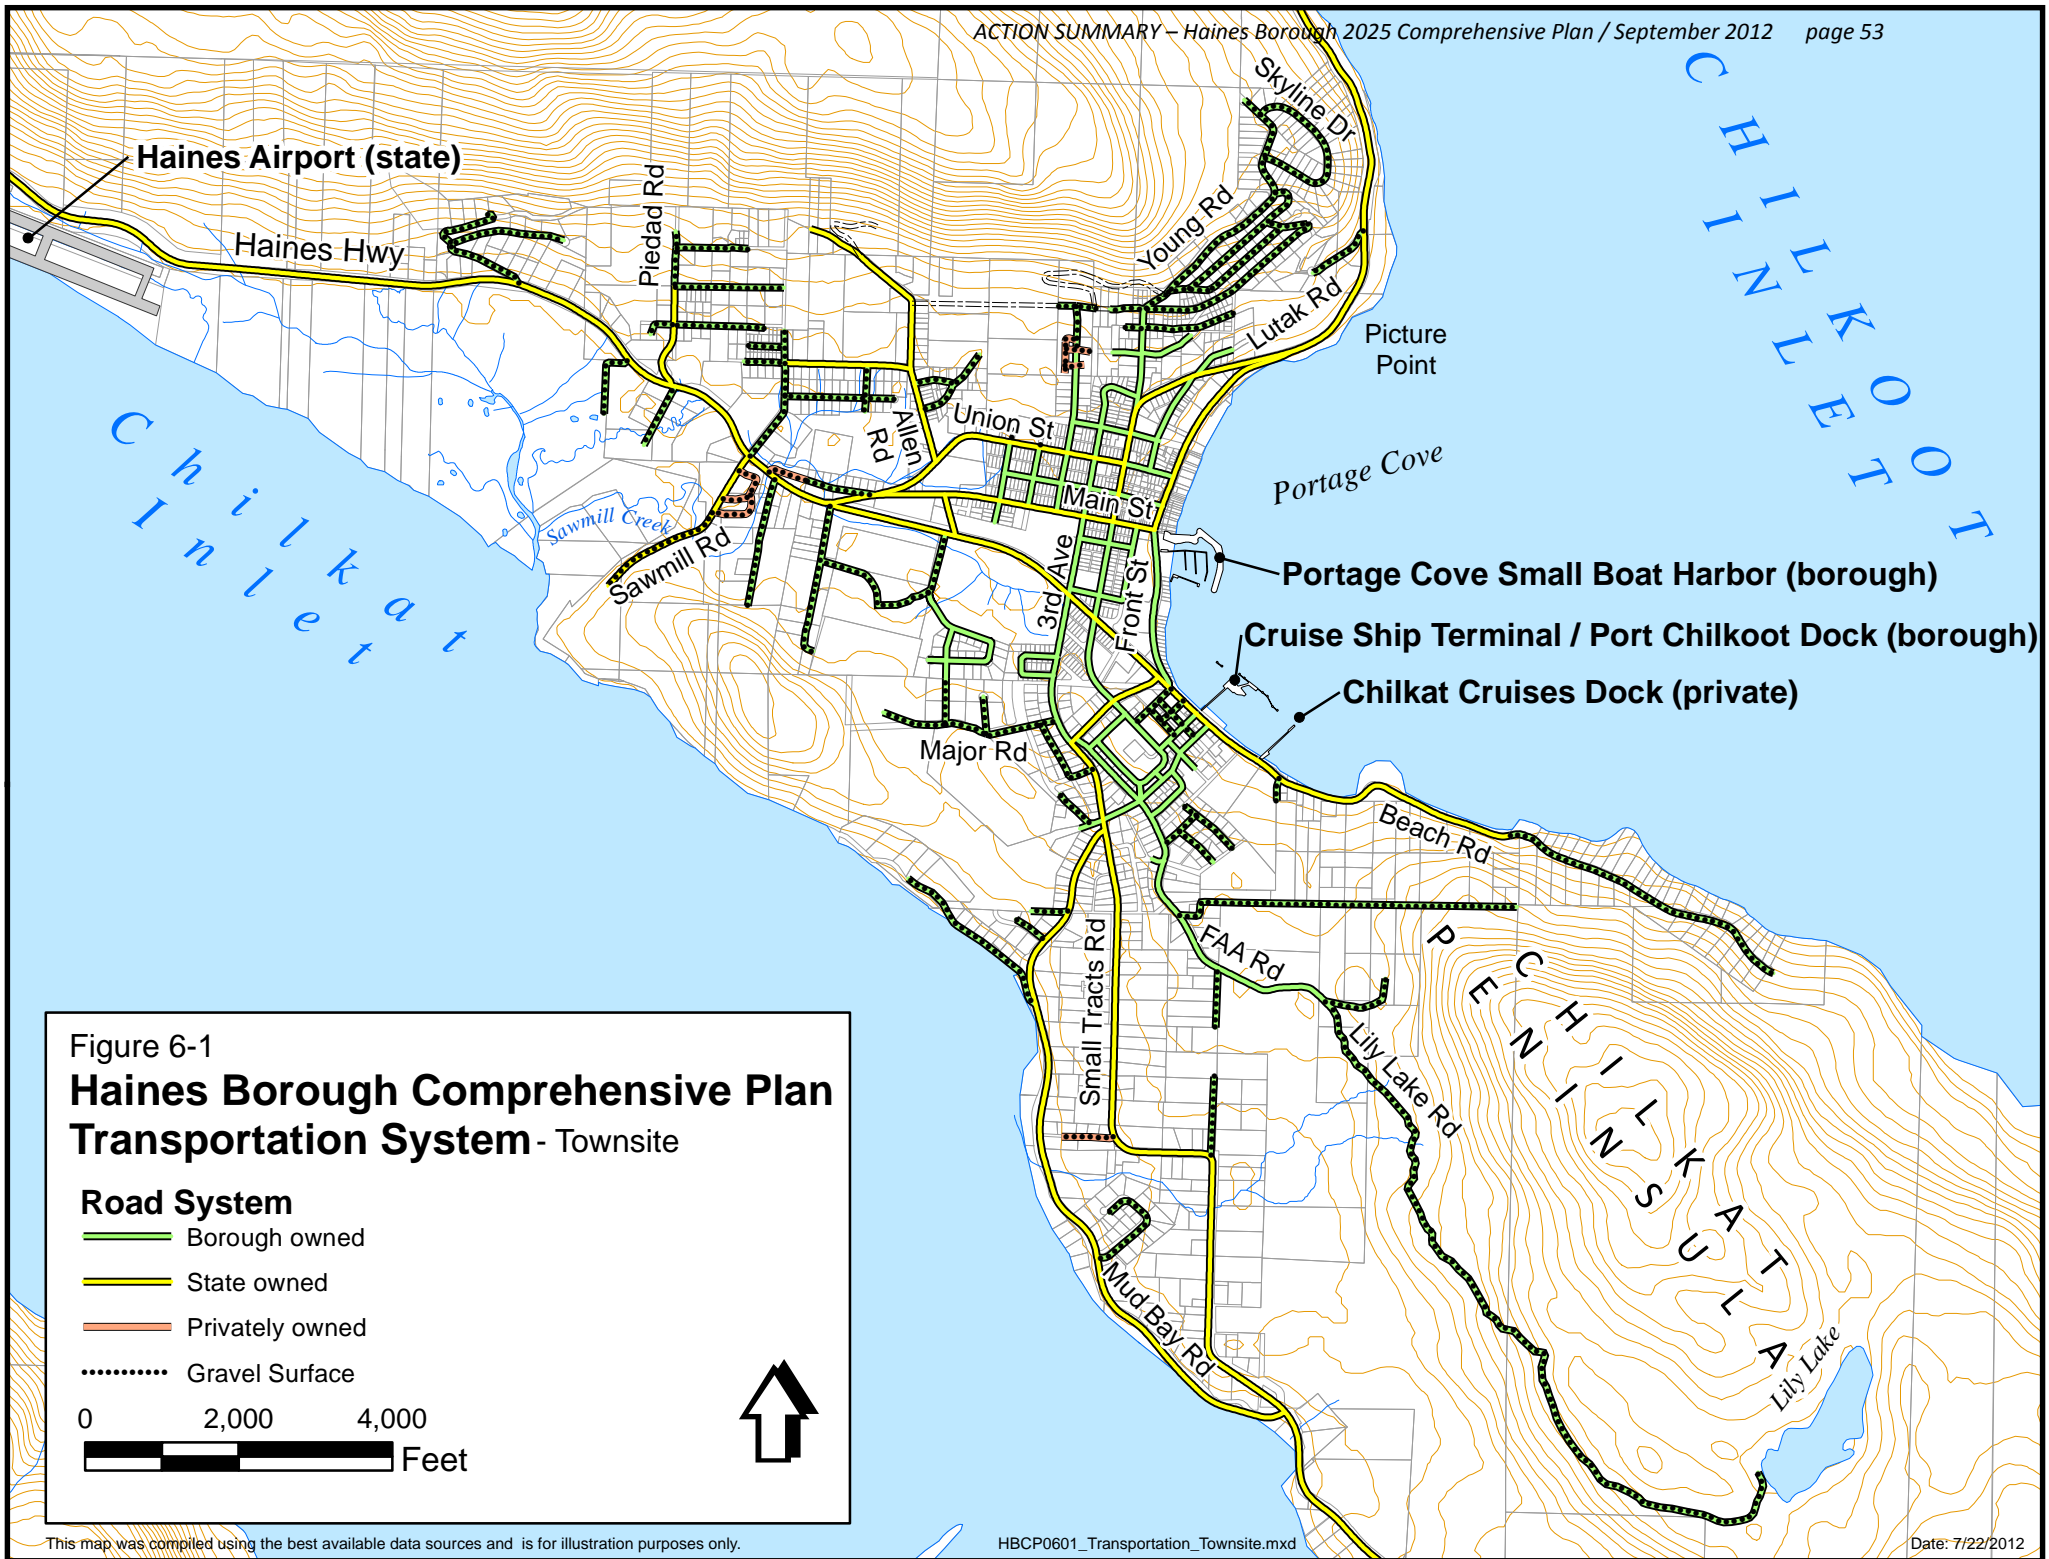 ACTION SUMMARY – Haines Borough 2025 Comprehensive Plan / September 2012 page 53
CHILKOOT
INLET
Skyline Dr
Haines Airport (state)
Piedad Rd
Young Rd
Haines Hwy
Lutak Rd
Picture
Point
Chilkat
Inlet
Allen
Rd
Union St
Portage Cove
Main St
Sawmill Creek
Sawmill Rd
3rd Ave
Front St
Portage Cove Small Boat Harbor (borough)
Cruise Ship Terminal / Port Chilkoot Dock (borough)
Chilkat Cruises Dock (private)
Major Rd
Beach Rd
Small Tracts Rd
FAA Rd
CHILKAT
PENINSULA
Lily Lake Rd
Mud Bay Rd
Lily Lake
Figure 6-1
Haines Borough Comprehensive Plan
Transportation System - Townsite
Road System
Borough owned
State owned
Privately owned
Gravel Surface
0 2,000 4,000
Feet
This map was compiled using the best available data sources and is for illustration purposes only.
HBCP0601_Transportation_Townsite.mxd
Date: 7/22/2012